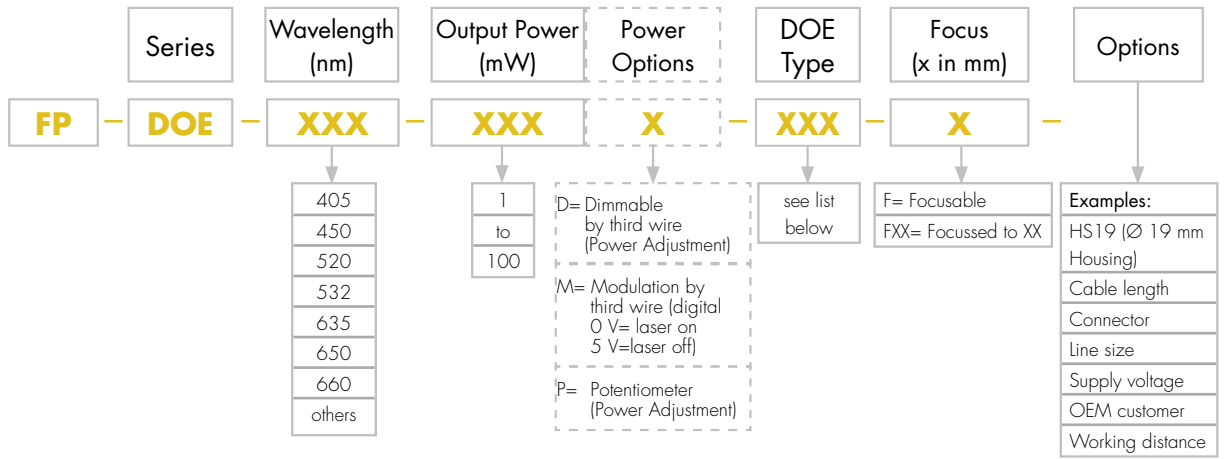 Series
Wavelength
(nm)
Output Power
(mW)
Power
Options
DOE
Type
Focus
(x in mm)
Options
FP – DOE – XXX – XXX X – XXX – X –
405
450
520
532
635
650
660
others
1
to
100
D= Dimmable
by third wire
(Power Adjustment)
M= Modulation by
third wire (digital
0 V= laser on
5 V=laser off)
P= Potentiometer
(Power Adjustment)
see list
below
F= Focusable
FXX= Focussed to XX
Examples:
HS19 (Ø 19 mm
Housing)
Cable length
Connector
Line size
Supply voltage
OEM customer
Working distance